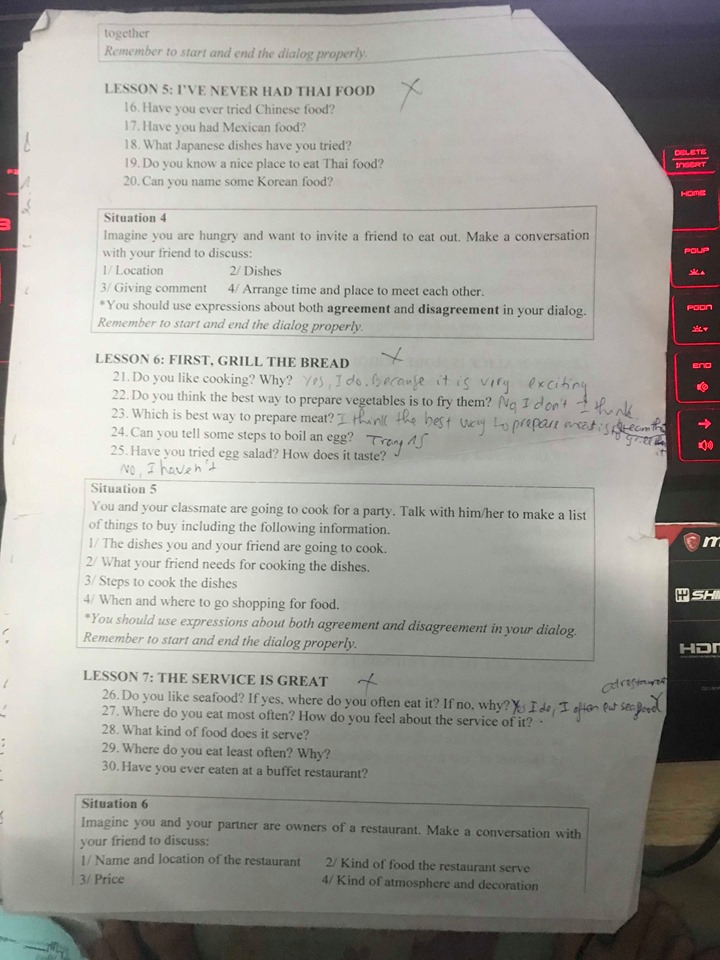 together
Remember to start and end the dialog properly.
LESSON 5: I'VE NEVER HAD THAI FOOD
16. Have you ever tried Chinese food?
17. Have you had Mexican food?
18. What Japanese dishes have you tried?
19. Do you know a nice place to eat Thai food?
20. Can you name some Korean food?
Situation 4
Imagine you are hungry and want to invite a friend to eat out. Make a conversation
with your friend to discuss:
1/ Location 2/ Dishes
3/ Giving comment 4/ Arrange time and place to meet each other.
*You should use expressions about both agreement and disagreement in your dialog.
Remember to start and end the dialog properly.
LESSON 6: FIRST, GRILL THE BREAD
21. Do you like cooking? Why? Yes, I do. Because it is very exciting
22. Do you think the best way to prepare vegetables is to fry them? No, I don't I think
23. Which is best way to prepare meat? I think the best way to prepare meat is
24. Can you tell some steps to boil an egg? Trang 15
25. Have you tried egg salad? How does it taste?
No, I haven't
Situation 5
You and your classmate are going to cook for a party. Talk with him/her to make a list
of things to buy including the following information.
1/ The dishes you and your friend are going to cook.
2/ What your friend needs for cooking the dishes.
3/ Steps to cook the dishes
4/ When and where to go shopping for food.
*You should use expressions about both agreement and disagreement in your dialog.
Remember to start and end the dialog properly.
LESSON 7: THE SERVICE IS GREAT
26. Do you like seafood? If yes, where do you often eat it? If no, why? Yes I do, I often eat seafood
27. Where do you eat most often? How do you feel about the service of it?
28. What kind of food does it serve?
29. Where do you eat least often? Why?
30. Have you ever eaten at a buffet restaurant?
Situation 6
Imagine you and your partner are owners of a restaurant. Make a conversation with
your friend to discuss:
1/ Name and location of the restaurant 2/ Kind of food the restaurant serve
3/ Price 4/ Kind of atmosphere and decoration
DELETE
INSERT
HOME
PGUP
PGDN
END
HDMI